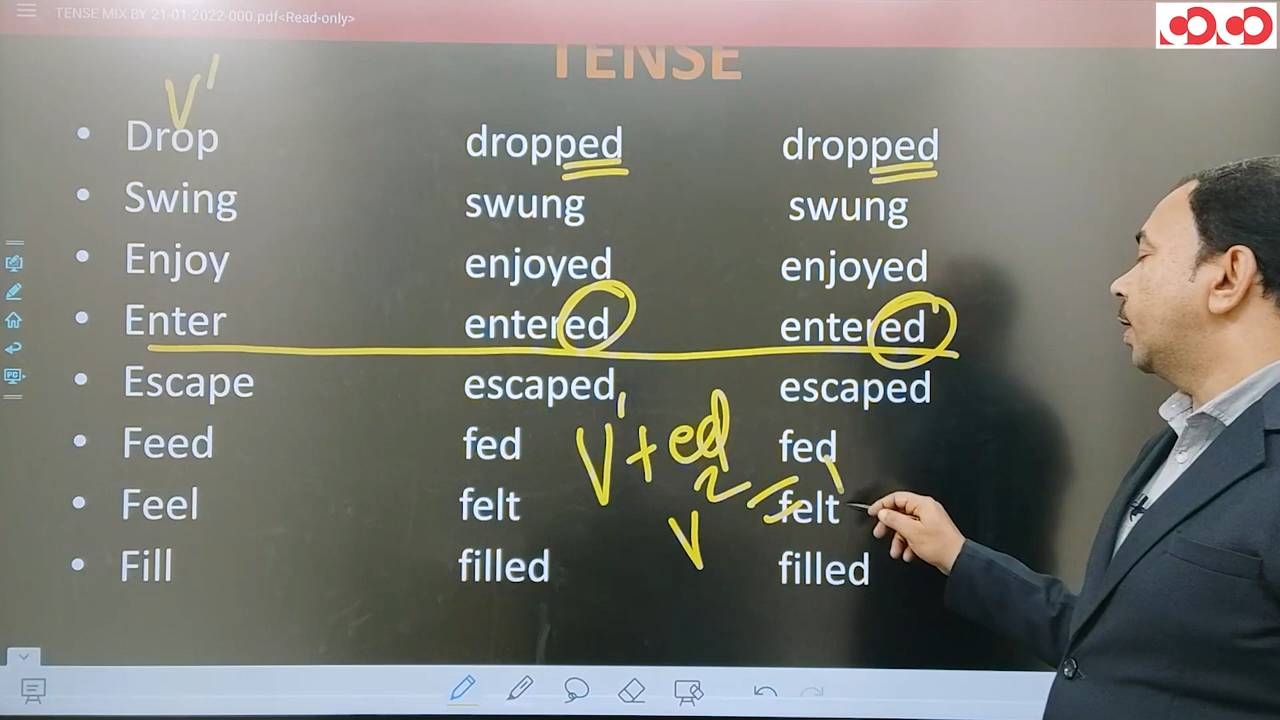 TENSE MIX BY 21-01-2022-000.pdf<Read-only>
TENSE
V1
• Drop dropped dropped
• Swing swung swung
• Enjoy enjoyed enjoyed
• Enter entered entered
• Escape escaped escaped
• Feed fed fed
V1 + ed
• Feel felt felt
V2 =
• Fill filled filled